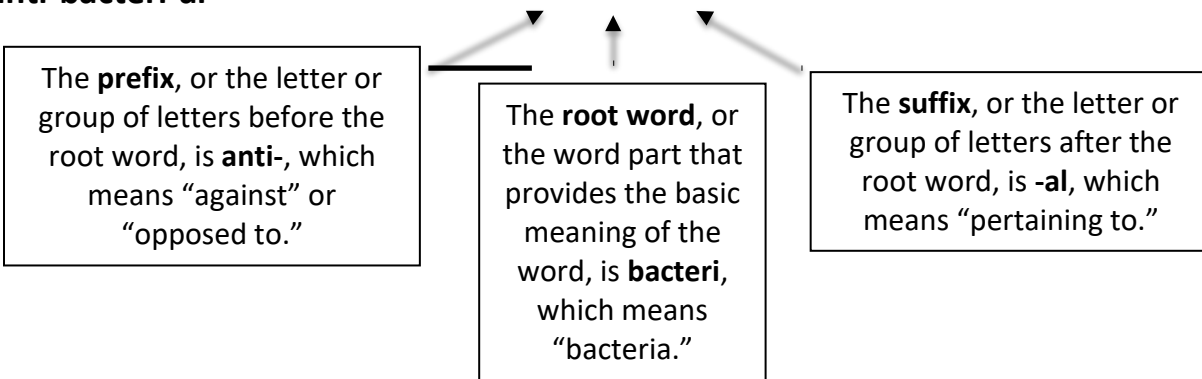 The prefix, or the letter or
group of letters before the
root word, is anti-, which
means “against” or
“opposed to.”
The root word, or
the word part that
provides the basic
meaning of the
word, is bacteri,
which means
“bacteria.”
The suffix, or the letter or
group of letters after the
root word, is -al, which
means “pertaining to.”